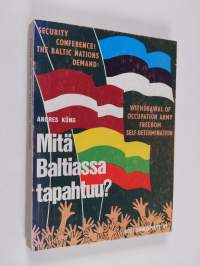 SECURITY
CONFERENCE!
THE BALTIC NATIONS
DEMAND:
WITHDRAWAL OF
OCCUPATION ARMY
FREEDOM
SELF-DETERMINATION
ANDRES KÜNG
Mitä
Baltiassa
tapahtuu?